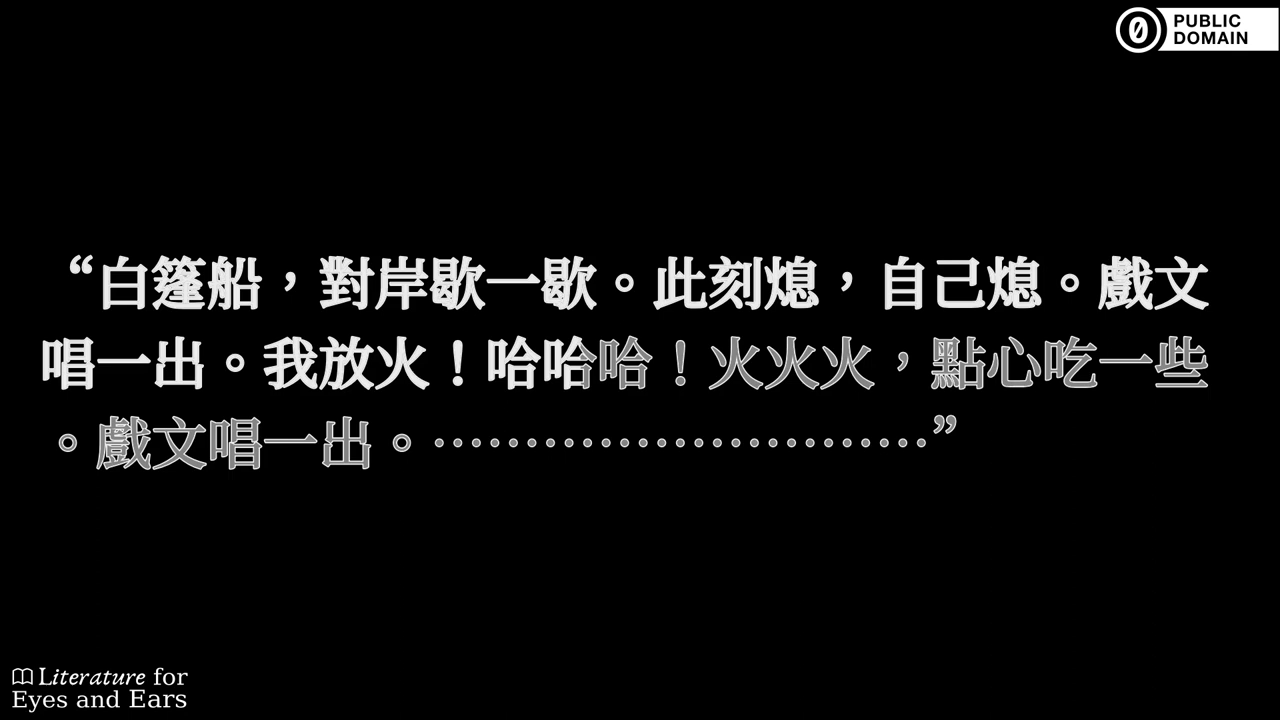 PUBLIC
DOMAIN
“白篷船，對岸歇一歇。此刻熄，自己熄。戲文
唱一出。我放火！哈哈哈！火火火，點心吃一些
。戲文唱一出。…………………………”
Literature for
Eyes and Ears